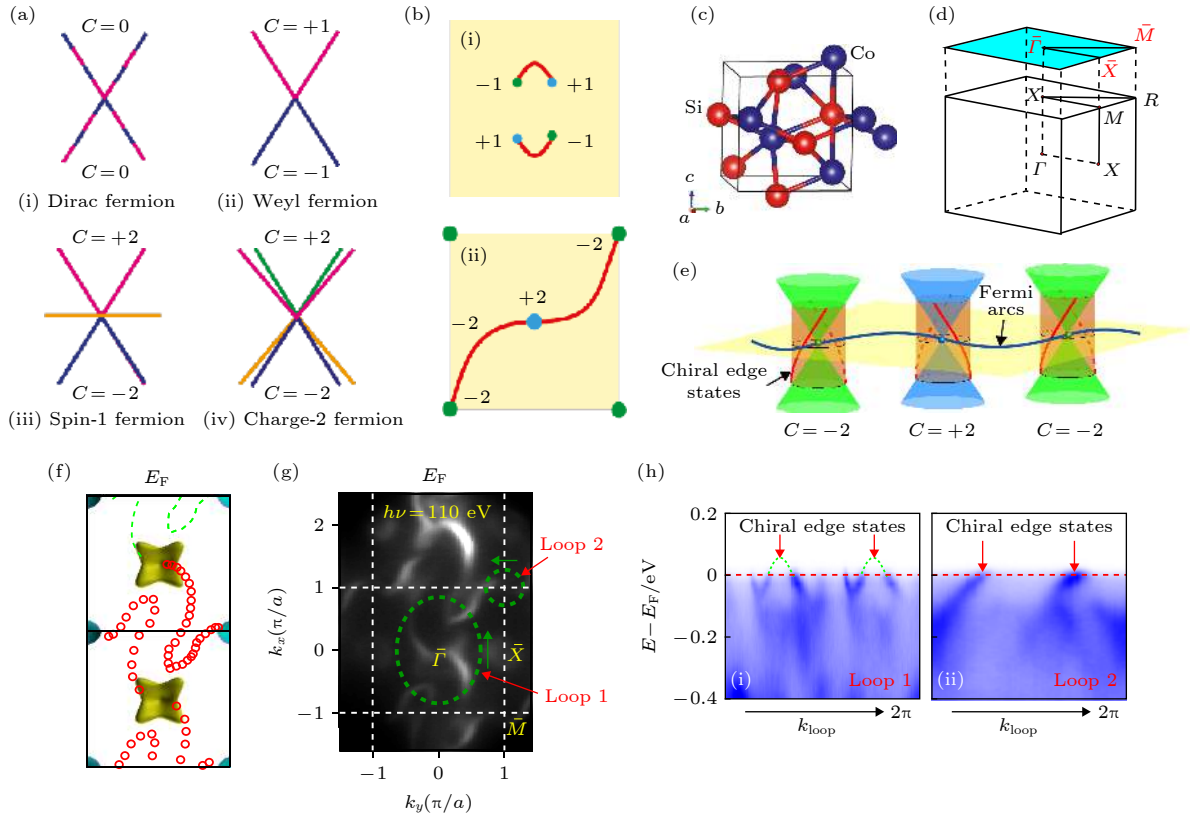 (a)
C=0
C=0
(i) Dirac fermion
C=+1
C=−1
(ii) Weyl fermion
C=+2
C=−2
(iii) Spin-1 fermion
C=+2
C=−2
(iv) Charge-2 fermion
(b)
(i)
−1
+1
+1
−1
(ii)
−2
+2
−2
−2
(c)
Co
Si
c
a
b
(d)
Γ̄
M̄
X̄
X
R
M
Γ
X
(e)
Fermi
arcs
Chiral edge
states
C=−2
C=+2
C=−2
(f)
E_F
(g)
E_F
hν=110 eV
Loop 2
Γ̄
X̄
Loop 1
M̄
2
1
0
−1
k_x(π/a)
−1
0
1
k_y(π/a)
(h)
Chiral edge states
Chiral edge states
0.2
0
−0.2
−0.4
E−E_F/eV
(i)
Loop 1
(ii)
Loop 2
2π
k_loop
2π
k_loop